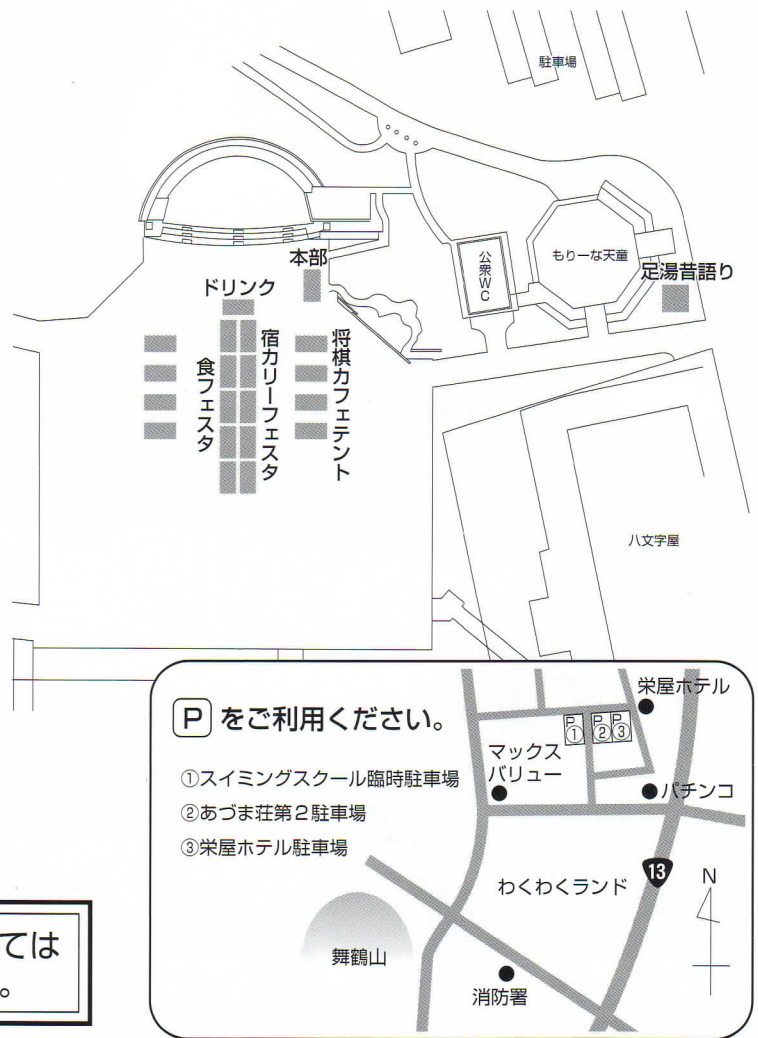 駐車場
本部
ドリンク
公衆WC
もりーな天童
足湯昔語り
食フェスタ
宿カリーフェスタ
将棋カフェテント
八文字屋
Pをご利用ください。
①スイミングスクール臨時駐車場
②あづま荘第2駐車場
③栄屋ホテル駐車場
栄屋ホテル
P①
P②
P③
マックス
バリュー
パチンコ
わくわくランド
13
N
舞鶴山
消防署
ては
。